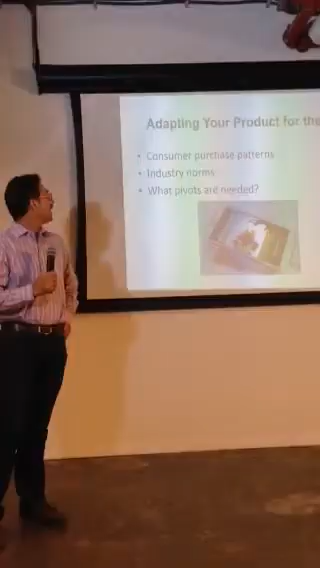 Adapting Your Product for the
• Consumer purchase patterns
• Industry norms
• What pivots are needed?